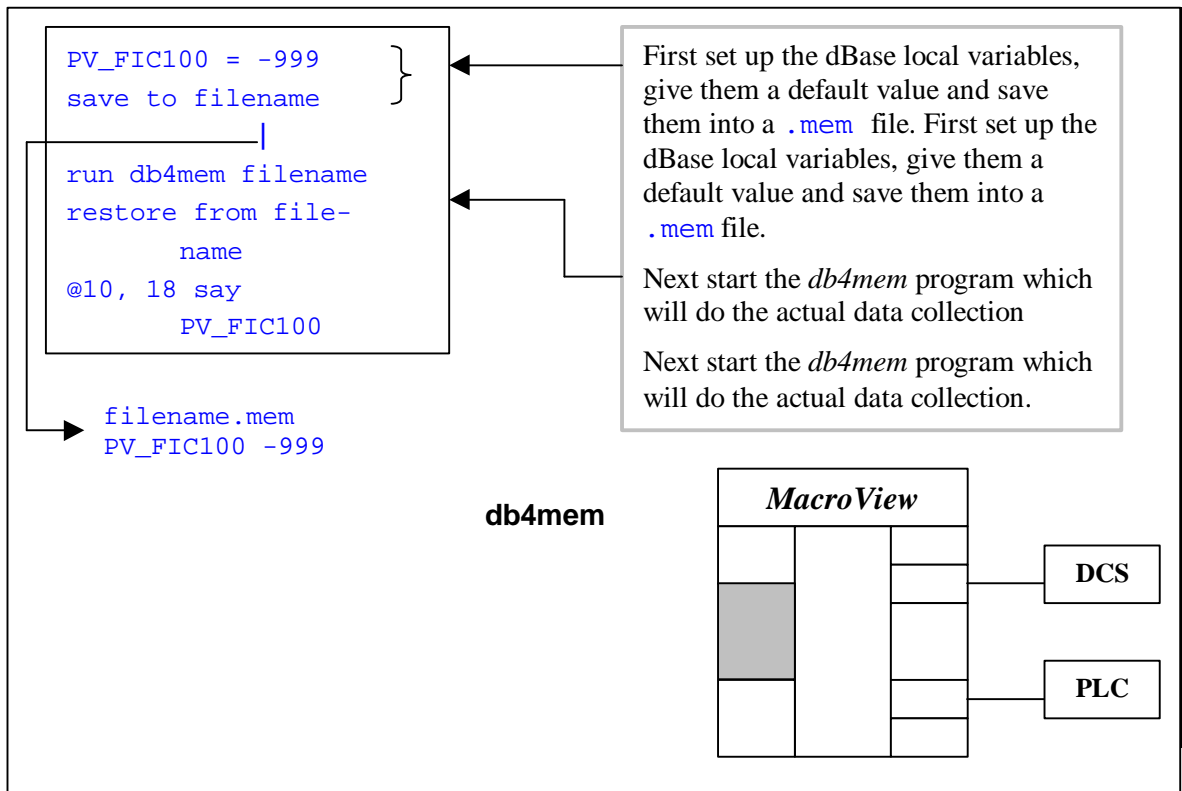 PV_FIC100 = -999
save to filename
run db4mem filename
restore from file-
name
@10, 18 say
PV_FIC100
filename.mem
PV_FIC100 -999
First set up the dBase local variables,
give them a default value and save
them into a .mem file. First set up the
dBase local variables, give them a
default value and save them into a
.mem file.
Next start the db4mem program which
will do the actual data collection
Next start the db4mem program which
will do the actual data collection.
db4mem
MacroView
DCS
PLC